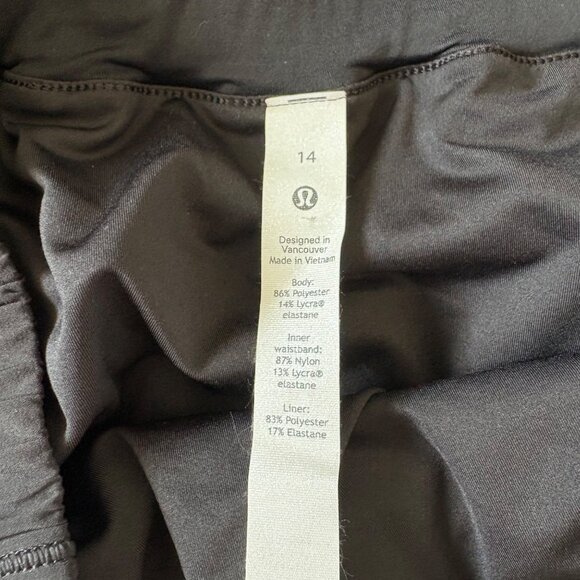 14
Designed in
Vancouver
Made in Vietnam
Body:
86% Polyester
14% Lycra®
elastane
Inner
waistband:
87% Nylon
13% Lycra®
elastane
Liner:
83% Polyester
17% Elastane